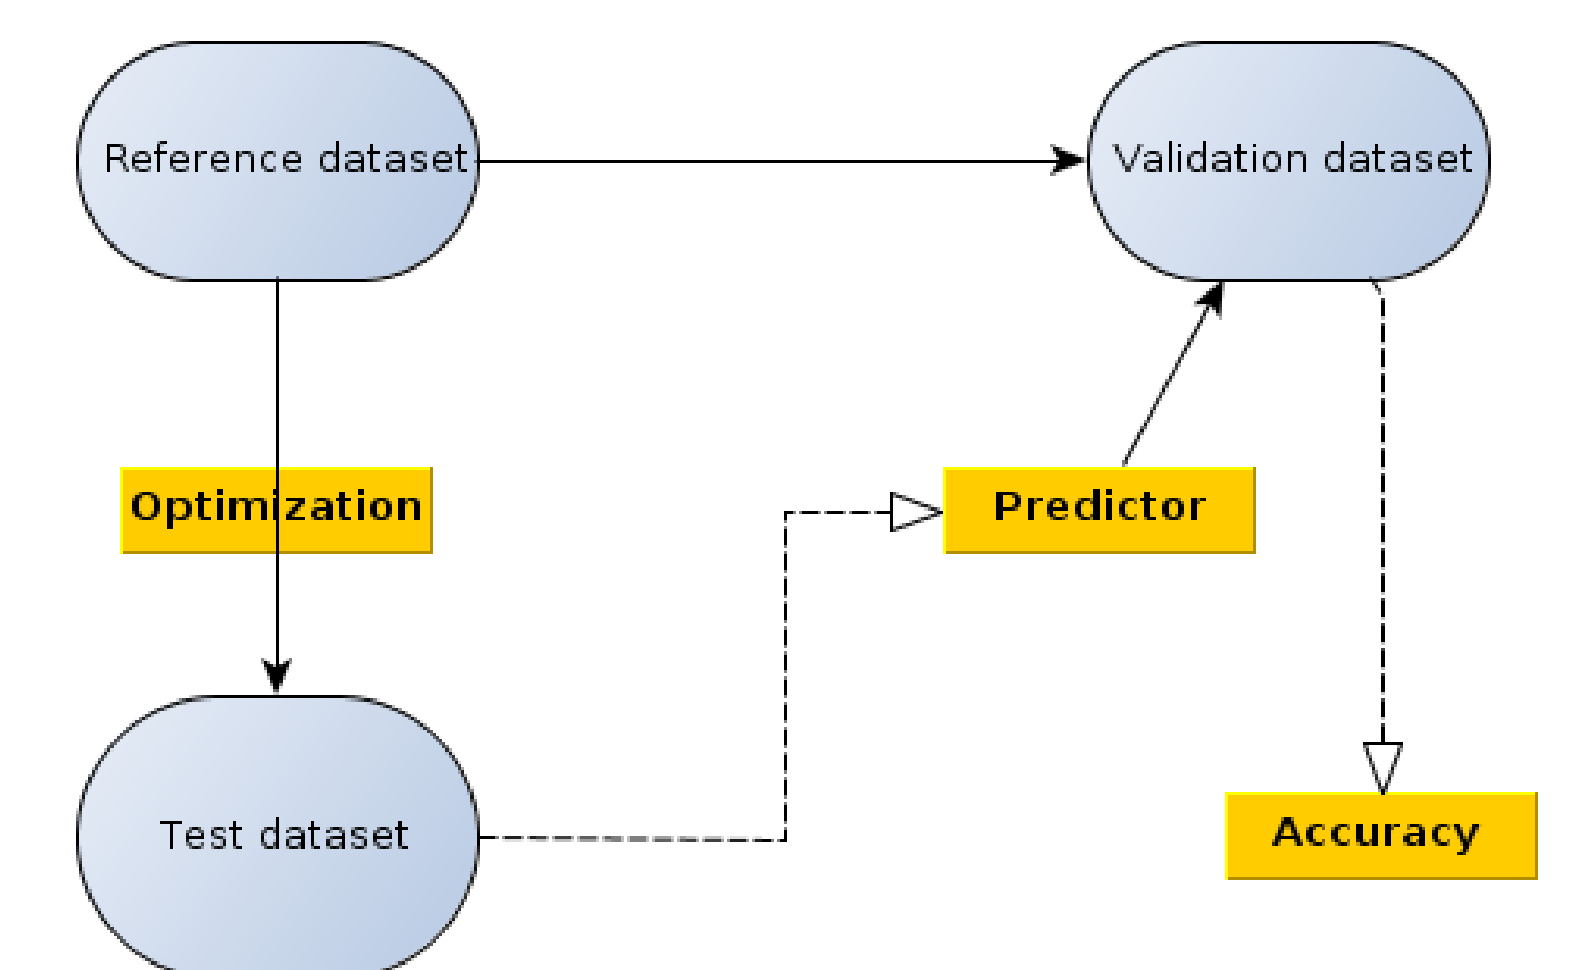 Reference dataset
Validation dataset
Optimization
Predictor
Test dataset
Accuracy